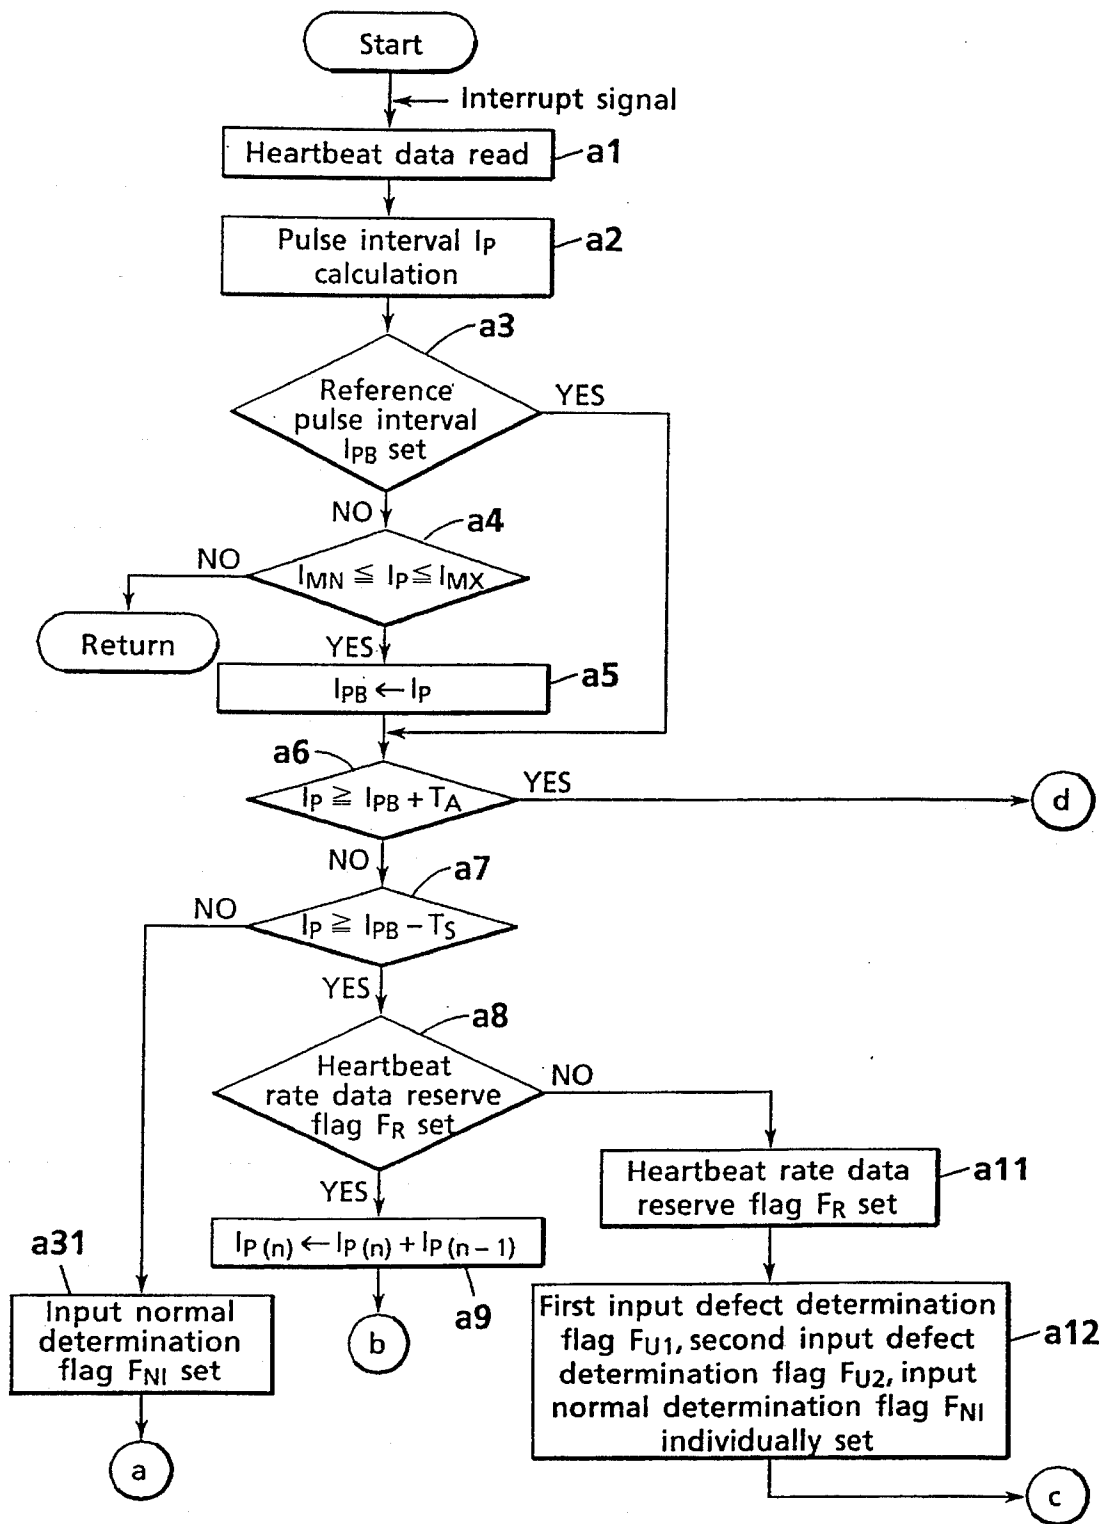 Start
Interrupt signal
Heartbeat data read
a1
Pulse interval IP
calculation
a2
a3
Reference
pulse interval
IPB set
YES
NO
a4
NO
IMN ≦ IP ≦ IMX
Return
YES
IPB ← IP
a5
a6
IP ≧ IPB + TA
YES
d
NO
a7
NO
IP ≧ IPB − TS
YES
a8
Heartbeat
rate data reserve
flag FR set
NO
YES
Heartbeat rate data
reserve flag FR set
a11
IP (n) ← IP (n) + IP (n − 1)
a9
b
a31
Input normal
determination
flag FNI set
a
First input defect determination
flag FU1, second input defect
determination flag FU2, input
normal determination flag FNI
individually set
a12
c